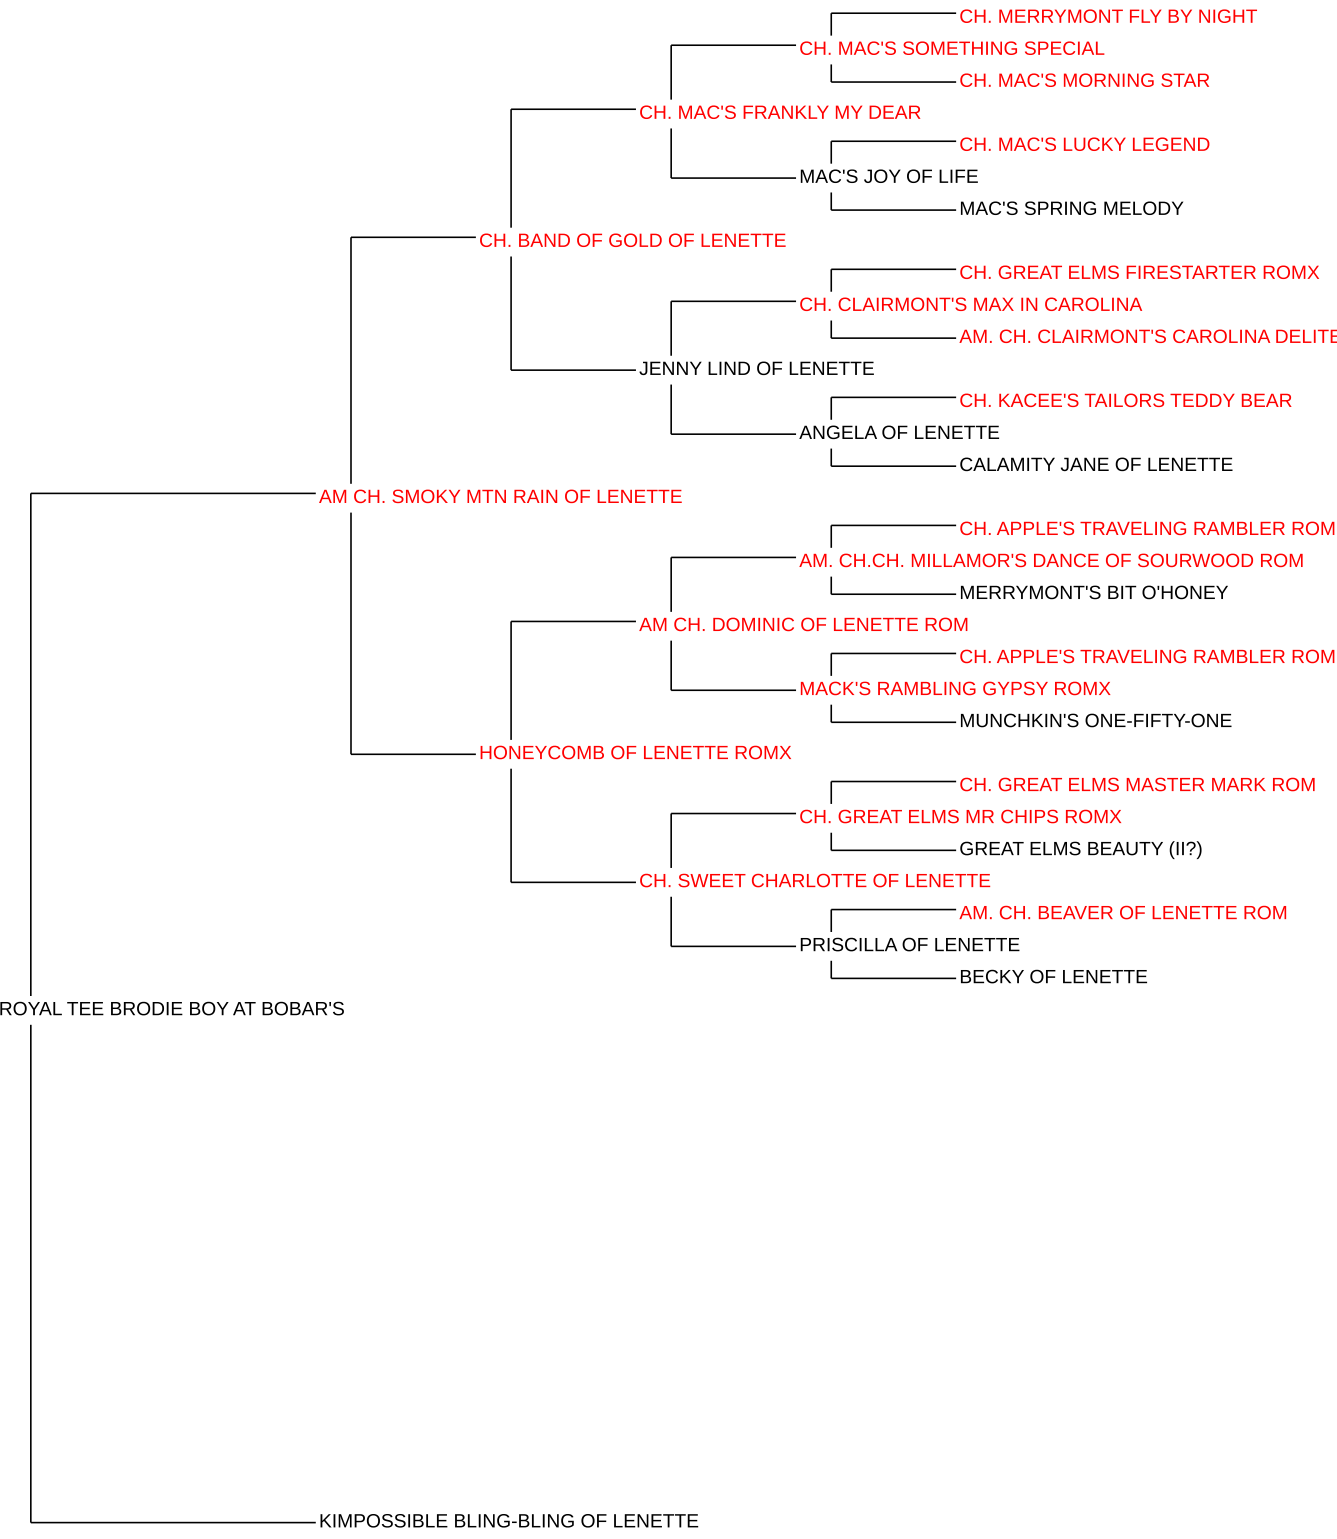 CH. MERRYMONT FLY BY NIGHT
CH. MAC'S SOMETHING SPECIAL
CH. MAC'S MORNING STAR
CH. MAC'S FRANKLY MY DEAR
CH. MAC'S LUCKY LEGEND
MAC'S JOY OF LIFE
MAC'S SPRING MELODY
CH. BAND OF GOLD OF LENETTE
CH. GREAT ELMS FIRESTARTER ROMX
CH. CLAIRMONT'S MAX IN CAROLINA
AM. CH. CLAIRMONT'S CAROLINA DELITE
JENNY LIND OF LENETTE
CH. KACEE'S TAILORS TEDDY BEAR
ANGELA OF LENETTE
CALAMITY JANE OF LENETTE
AM CH. SMOKY MTN RAIN OF LENETTE
CH. APPLE'S TRAVELING RAMBLER ROM
AM. CH.CH. MILLAMOR'S DANCE OF SOURWOOD ROM
MERRYMONT'S BIT O'HONEY
AM CH. DOMINIC OF LENETTE ROM
CH. APPLE'S TRAVELING RAMBLER ROM
MACK'S RAMBLING GYPSY ROMX
MUNCHKIN'S ONE-FIFTY-ONE
HONEYCOMB OF LENETTE ROMX
CH. GREAT ELMS MASTER MARK ROM
CH. GREAT ELMS MR CHIPS ROMX
GREAT ELMS BEAUTY (II?)
CH. SWEET CHARLOTTE OF LENETTE
AM. CH. BEAVER OF LENETTE ROM
PRISCILLA OF LENETTE
BECKY OF LENETTE
ROYAL TEE BRODIE BOY AT BOBAR'S
KIMPOSSIBLE BLING-BLING OF LENETTE